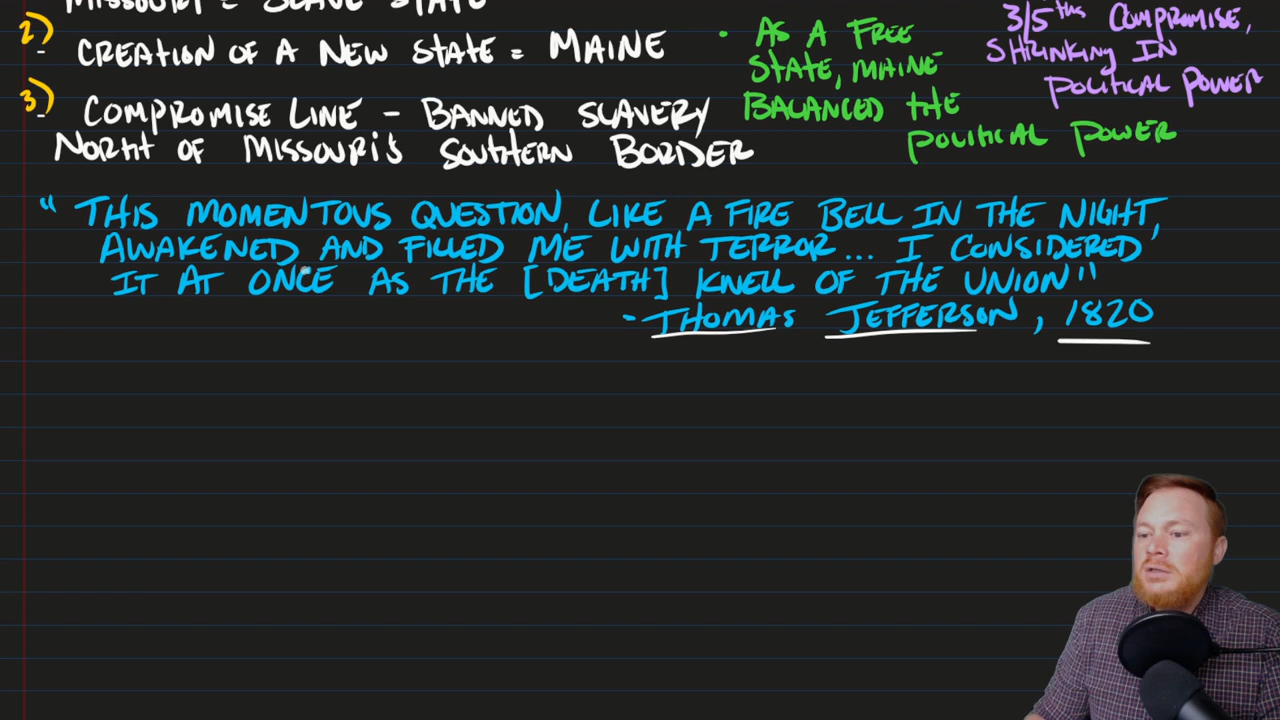 MISSOURI = SLAVE STATE
2)
- CREATION OF A NEW STATE = MAINE
3)
- COMPROMISE LINE - BANNED SLAVERY
NORTH OF MISSOURI'S SOUTHERN BORDER
• AS A FREE
STATE, MAINE
BALANCED THE
POLITICAL POWER
3/5ths COMPROMISE,
SHRINKING IN
POLITICAL POWER
"THIS MOMENTOUS QUESTION, LIKE A FIRE BELL IN THE NIGHT,
AWAKENED AND FILLED ME WITH TERROR... I CONSIDERED
IT AT ONCE AS THE [DEATH] KNELL OF THE UNION"
- THOMAS JEFFERSON, 1820